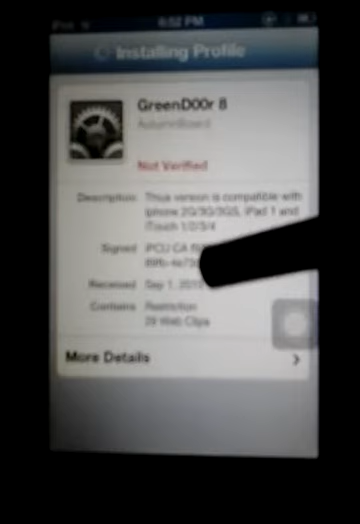 iPod
6:52 PM
Installing Profile
GreenD00r 8
AutumnBoard
Not Verified
Description Thus version is compatible with
iphone 2G/3G/3GS, iPad 1 and
iTouch 1/2/3/4
Signed iPCU CA
Received Sep 1,
Contains Restriction
29 Web Clips
More Details